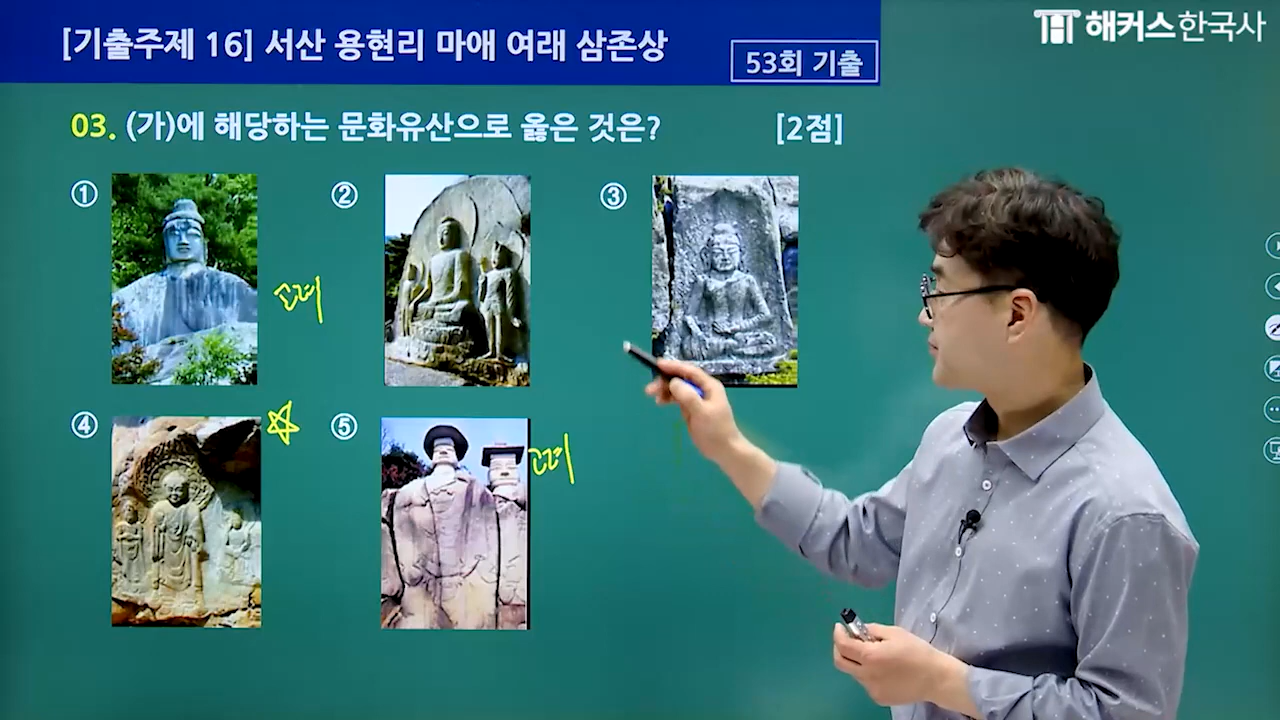 [기출주제 16] 서산 용현리 마애 여래 삼존상
53회 기출
해커스한국사
03. (가)에 해당하는 문화유산으로 옳은 것은? [2점]
①
②
③
고려
④
⑤
고려